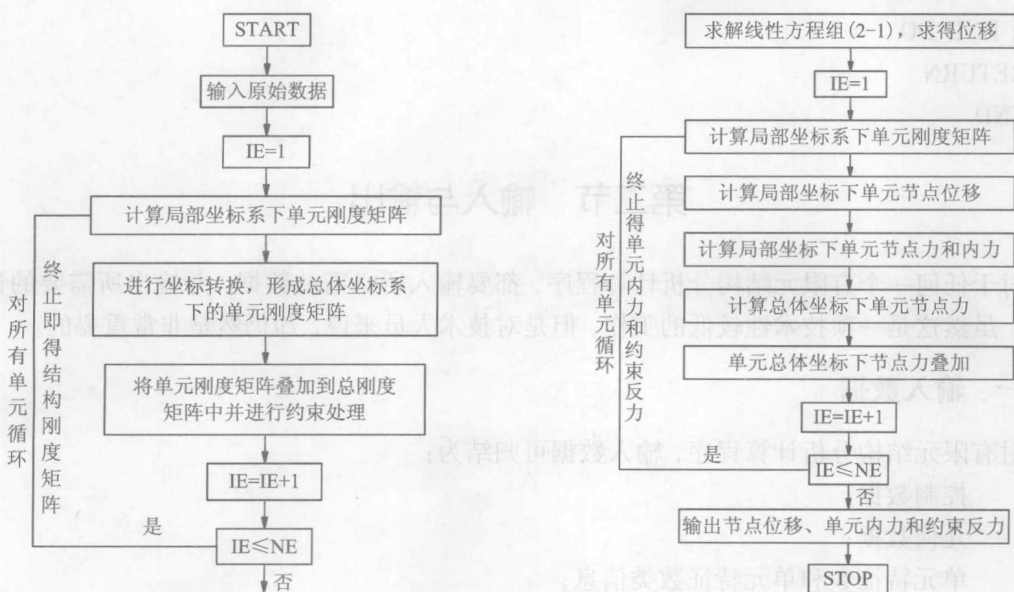 START
输入原始数据
IE=1
计算局部坐标系下单元刚度矩阵
进行坐标转换、形成总体坐标系
下的单元刚度矩阵
将单元刚度矩阵叠加到总刚度
矩阵中并进行约束处理
IE=IE+1
IE≤NE
是
否
对所有单元循环
终止即得结构刚度矩阵
求解线性方程组(2-1)，求得位移
IE=1
计算局部坐标系下单元刚度矩阵
计算局部坐标下单元节点位移
计算局部坐标下单元节点力和内力
计算总体坐标下单元节点力
单元总体坐标下节点力叠加
IE=IE+1
IE≤NE
是
否
输出节点位移、单元内力和约束反力
STOP
对所有单元循环
终止得单元内力和约束反力